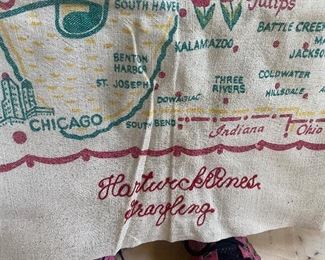 SOUTH HAVEN
Tulips
BATTLE CREEK
KALAMAZOO
JACKSON
BENTON
HARBOR
COLDWATER
ST. JOSEPH
THREE
RIVERS
HILLSDALE
DOWAGIAC
CHICAGO
SOUTH BEND
Indiana
Ohio
Hartwick Pines
Grayling